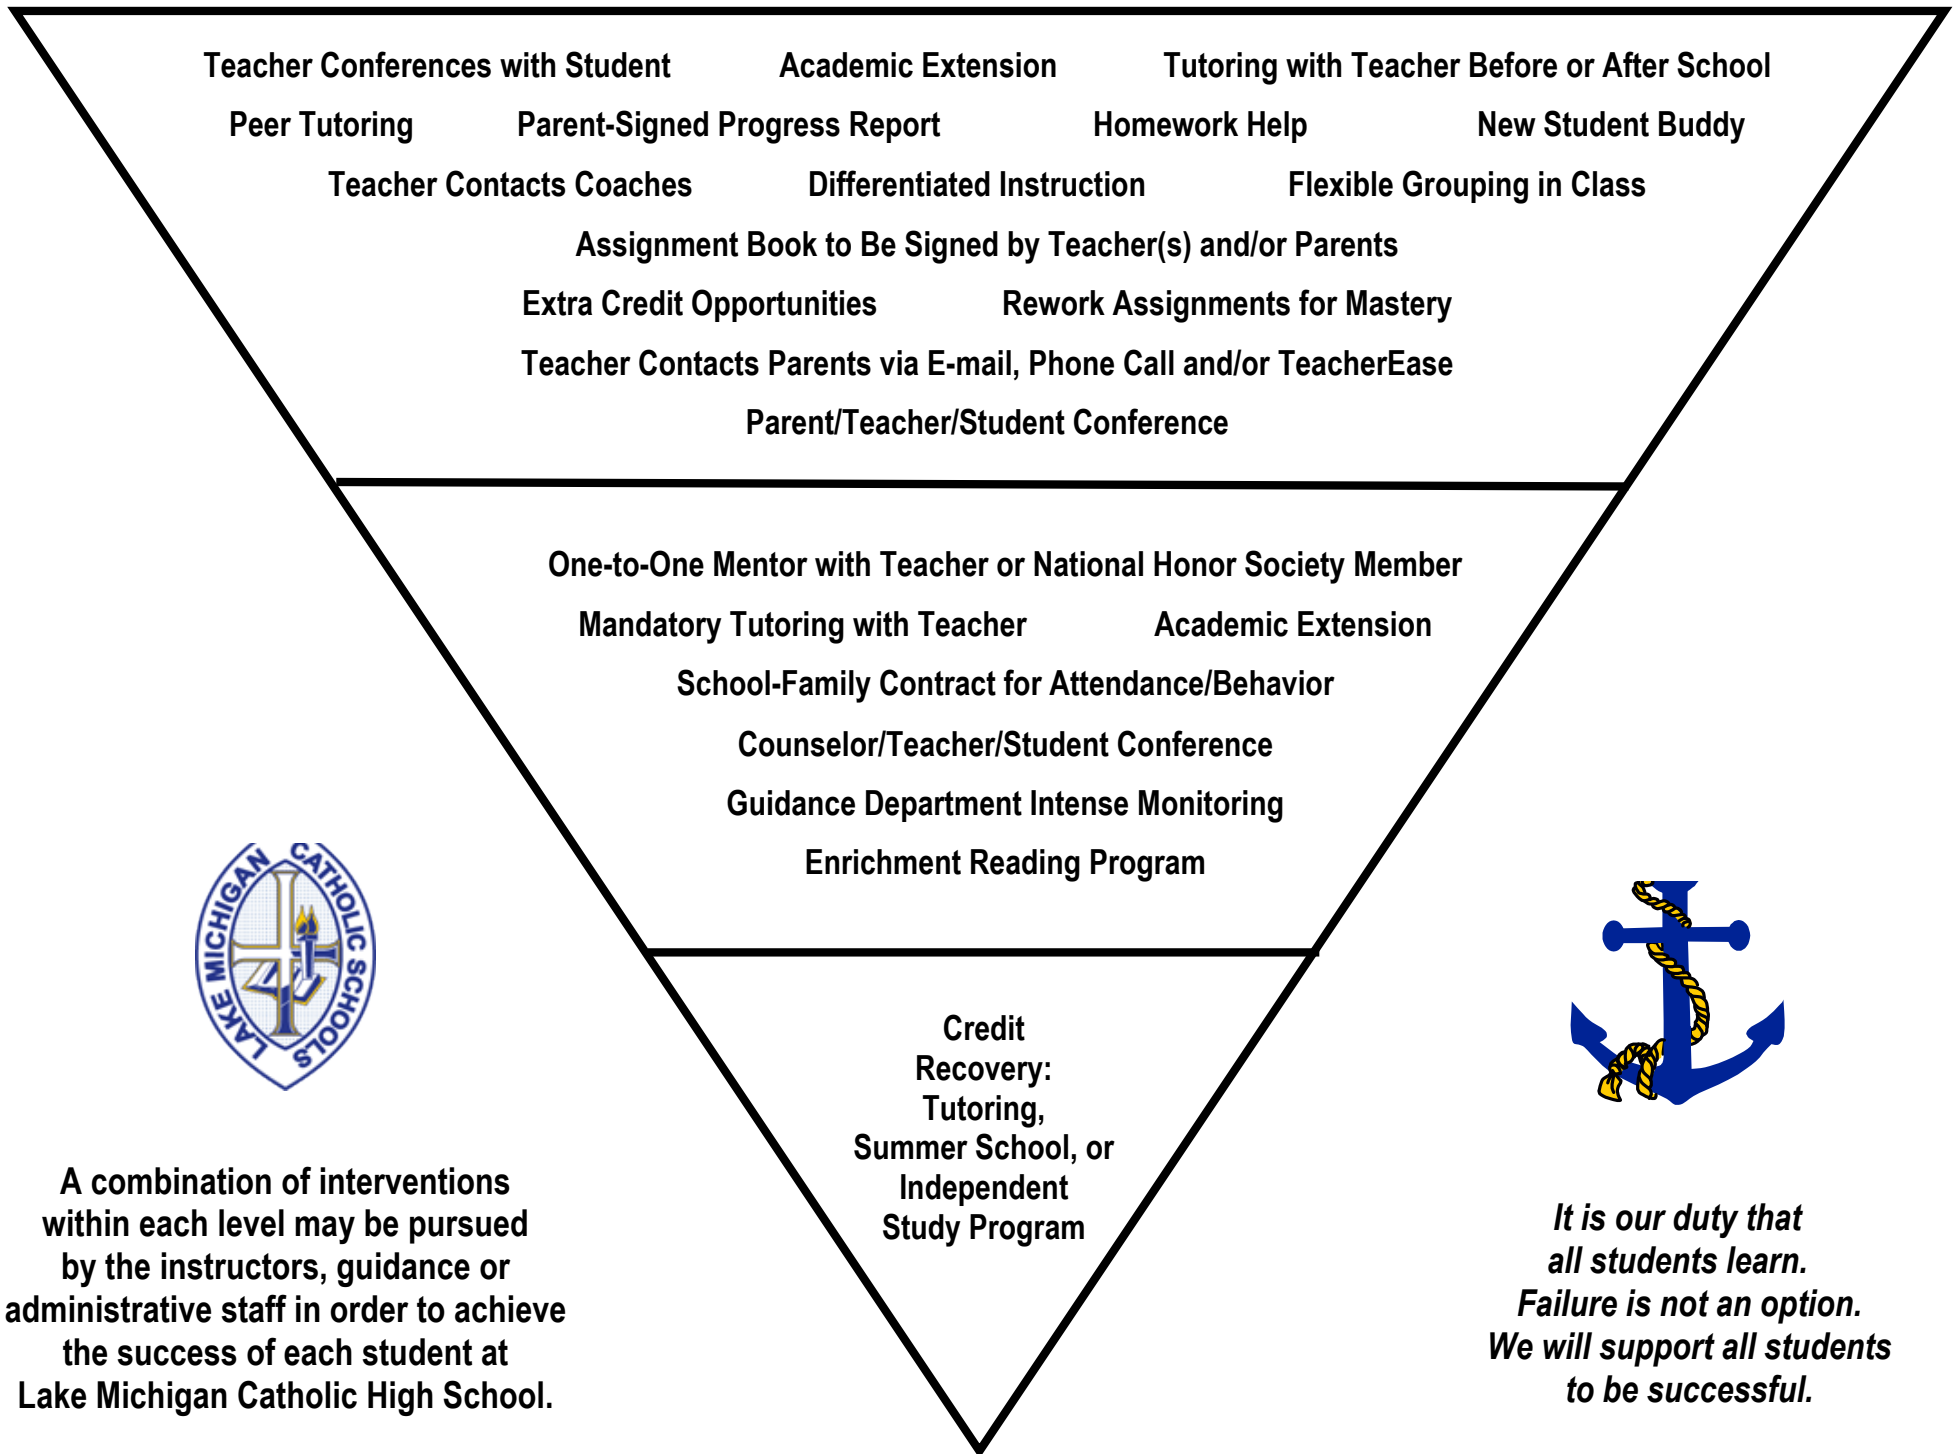 Teacher Conferences with Student Academic Extension Tutoring with Teacher Before or After School
Peer Tutoring Parent-Signed Progress Report Homework Help New Student Buddy
Teacher Contacts Coaches Differentiated Instruction Flexible Grouping in Class
Assignment Book to Be Signed by Teacher(s) and/or Parents
Extra Credit Opportunities Rework Assignments for Mastery
Teacher Contacts Parents via E-mail, Phone Call and/or TeacherEase
Parent/Teacher/Student Conference
One-to-One Mentor with Teacher or National Honor Society Member
Mandatory Tutoring with Teacher Academic Extension
School-Family Contract for Attendance/Behavior
Counselor/Teacher/Student Conference
Guidance Department Intense Monitoring
Enrichment Reading Program
Credit
Recovery:
Tutoring,
Summer School, or
Independent
Study Program
LAKE MICHIGAN CATHOLIC SCHOOLS
A combination of interventions
within each level may be pursued
by the instructors, guidance or
administrative staff in order to achieve
the success of each student at
Lake Michigan Catholic High School.
It is our duty that
all students learn.
Failure is not an option.
We will support all students
to be successful.